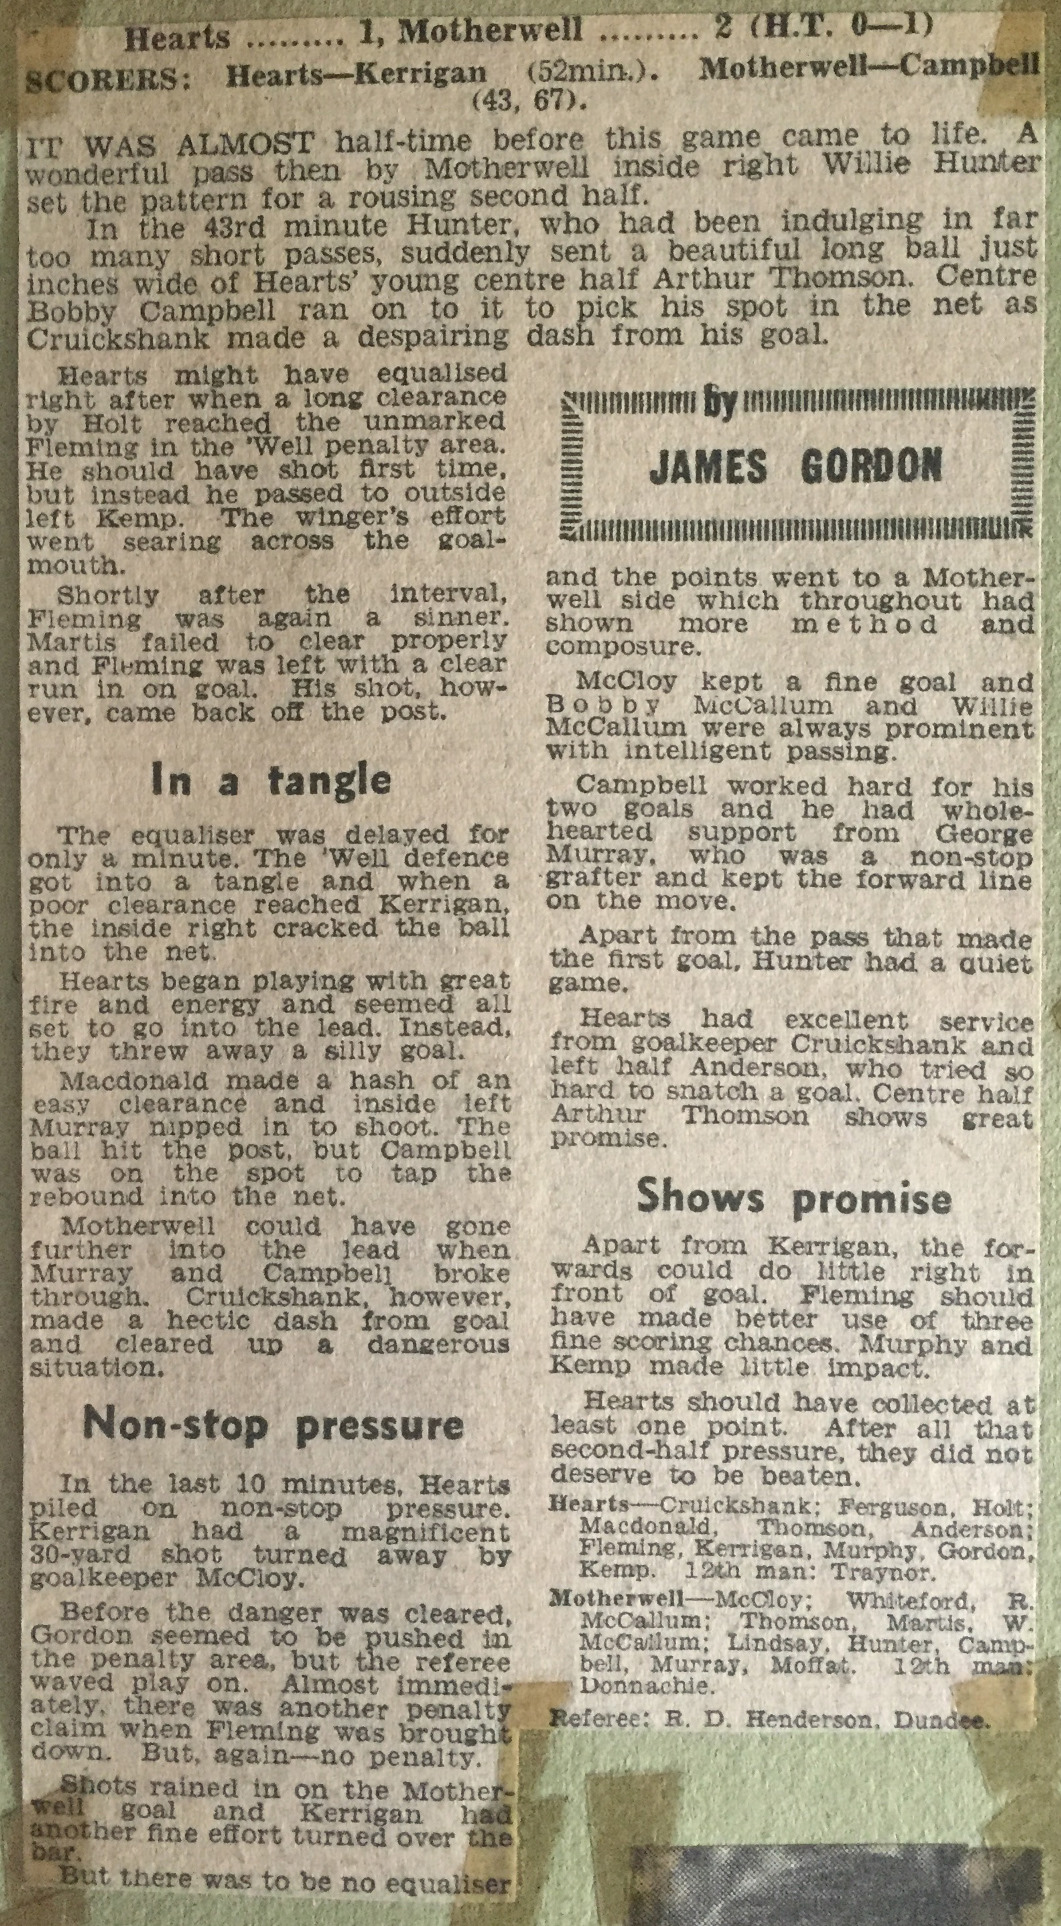 Hearts ......... 1, Motherwell ......... 2 (H.T. 0—1)
SCORERS: Hearts—Kerrigan (52min.). Motherwell—Campbell
(43, 67).
IT WAS ALMOST half-time before this game came to life. A
wonderful pass then by Motherwell inside right Willie Hunter
set the pattern for a rousing second half.
In the 43rd minute Hunter, who had been indulging in far
too many short passes, suddenly sent a beautiful long ball just
inches wide of Hearts' young centre half Arthur Thomson. Centre
Bobby Campbell ran on to it to pick his spot in the net as
Cruickshank made a despairing dash from his goal.
Hearts might have equalised
right after when a long clearance
by Holt reached the unmarked
Fleming in the 'Well penalty area.
He should have shot first time,
but instead he passed to outside
left Kemp. The winger's effort
went searing across the goal-
mouth.
Shortly after the interval,
Fleming was again a sinner.
Martis failed to clear properly
and Fleming was left with a clear
run in on goal. His shot, how-
ever, came back off the post.
In a tangle
The equaliser was delayed for
only a minute. The 'Well defence
got into a tangle and when a
poor clearance reached Kerrigan,
the inside right cracked the ball
into the net.
Hearts began playing with great
fire and energy and seemed all
set to go into the lead. Instead,
they threw away a silly goal.
Macdonald made a hash of an
easy clearance and inside left
Murray nipped in to shoot. The
ball hit the post, but Campbell
was on the spot to tap the
rebound into the net.
Motherwell could have gone
further into the lead when
Murray and Campbell broke
through. Cruickshank, however,
made a hectic dash from goal
and cleared up a dangerous
situation.
Non-stop pressure
In the last 10 minutes, Hearts
piled on non-stop pressure.
Kerrigan had a magnificent
30-yard shot turned away by
goalkeeper McCloy.
Before the danger was cleared,
Gordon seemed to be pushed in
the penalty area, but the referee
waved play on. Almost immedi-
ately, there was another penalty
claim when Fleming was brought
down. But, again—no penalty.
Shots rained in on the Mother-
well goal and Kerrigan had
another fine effort turned over the
bar.
But there was to be no equaliser
by
JAMES GORDON
and the points went to a Mother-
well side which throughout had
shown more method and
composure.
McCloy kept a fine goal and
Bobby McCallum and Willie
McCallum were always prominent
with intelligent passing.
Campbell worked hard for his
two goals and he had whole-
hearted support from George
Murray, who was a non-stop
grafter and kept the forward line
on the move.
Apart from the pass that made
the first goal, Hunter had a quiet
game.
Hearts had excellent service
from goalkeeper Cruickshank and
left half Anderson, who tried so
hard to snatch a goal. Centre half
Arthur Thomson shows great
promise.
Shows promise
Apart from Kerrigan, the for-
wards could do little right in
front of goal. Fleming should
have made better use of three
fine scoring chances. Murphy and
Kemp made little impact.
Hearts should have collected at
least one point. After all that
second-half pressure, they did not
deserve to be beaten.
Hearts—Cruickshank; Ferguson, Holt;
Macdonald, Thomson, Anderson;
Fleming, Kerrigan, Murphy, Gordon,
Kemp. 12th man: Traynor.
Motherwell—McCloy; Whiteford, R.
McCallum; Thomson, Martis, W.
McCallum; Lindsay, Hunter, Camp-
bell, Murray, Moffat. 12th man:
Donnachie.
Referee: R. D. Henderson, Dundee.